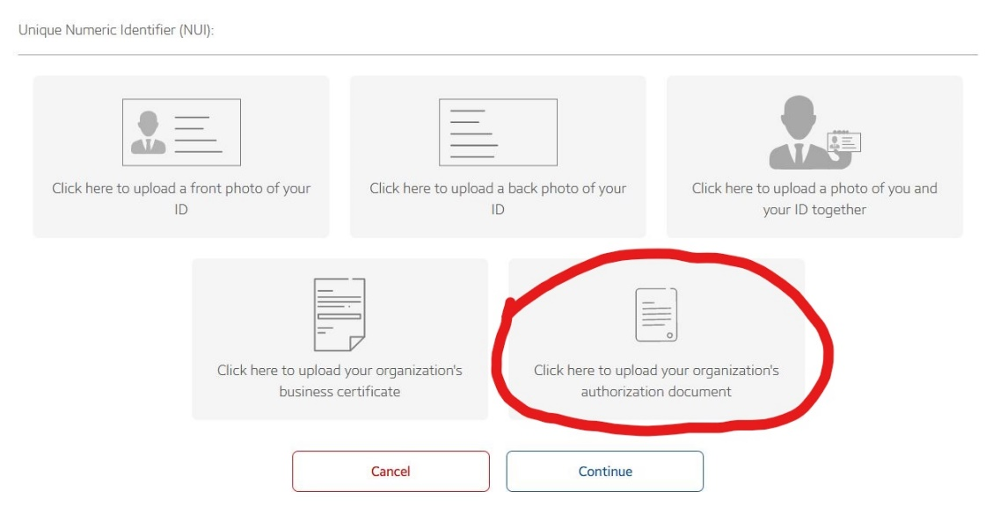 Unique Numeric Identifier (NUI):
Click here to upload a front photo of your
ID
Click here to upload a back photo of your
ID
Click here to upload a photo of you and
your ID together
Click here to upload your organization's
business certificate
Click here to upload your organization's
authorization document
Cancel
Continue